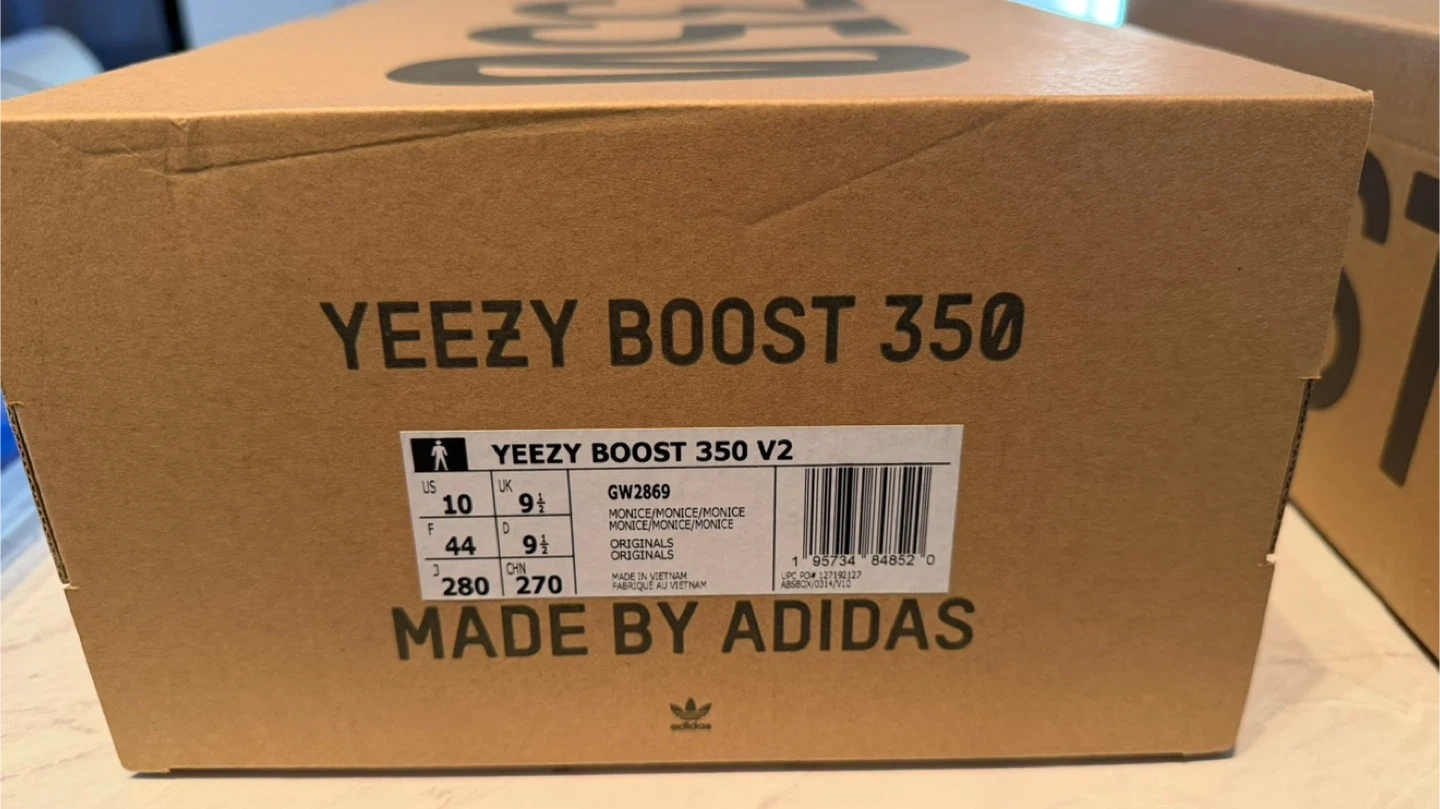 YEEZY BOOST 350
YEEZY BOOST 350 V2
US 10 UK 9½
F 44 D 9½
J 280 CHN 270
GW2869
MONICE/MONICE/MONICE
MONICE/MONICE/MONICE
ORIGINALS
ORIGINALS
MADE IN VIETNAM
FABRIQUÉ AU VIETNAM
1 95734 84852 0
UPC PO# 127192127
ABSBOX/0314/V10
MADE BY ADIDAS
adidas
ST